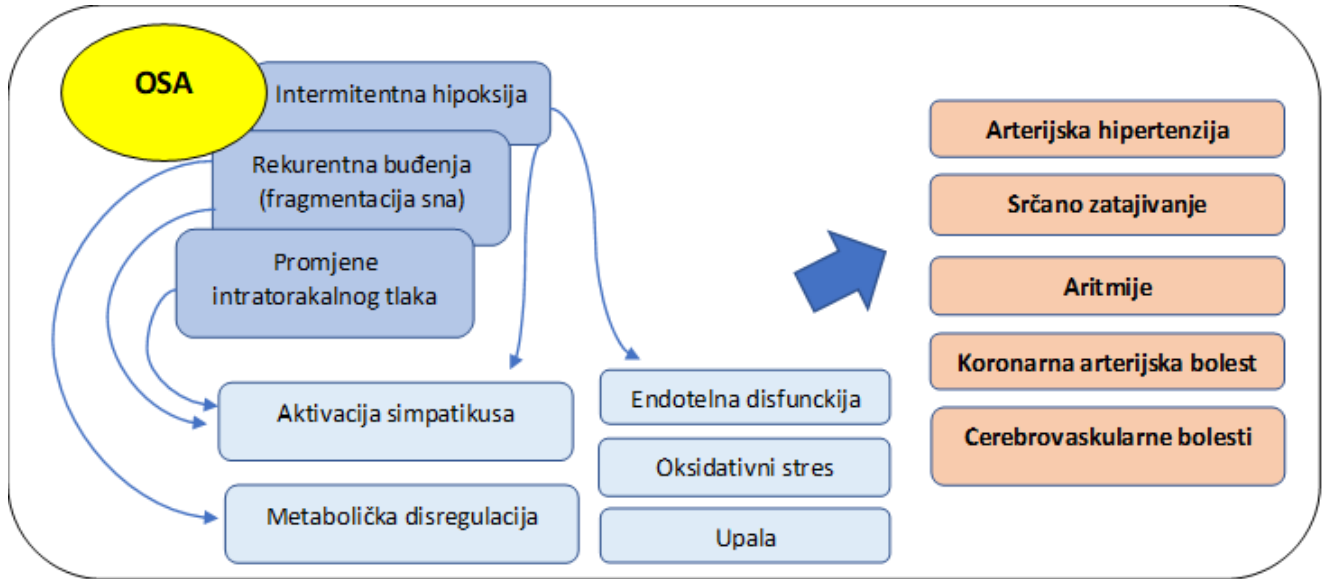 OSA
Intermitentna hipoksija
Rekurentna buđenja
(fragmentacija sna)
Promjene
intratorakalnog tlaka
Aktivacija simpatikusa
Metabolička disregulacija
Endotelna disfunckija
Oksidativni stres
Upala
Arterijska hipertenzija
Srčano zatajivanje
Aritmije
Koronarna arterijska bolest
Cerebrovaskularne bolesti